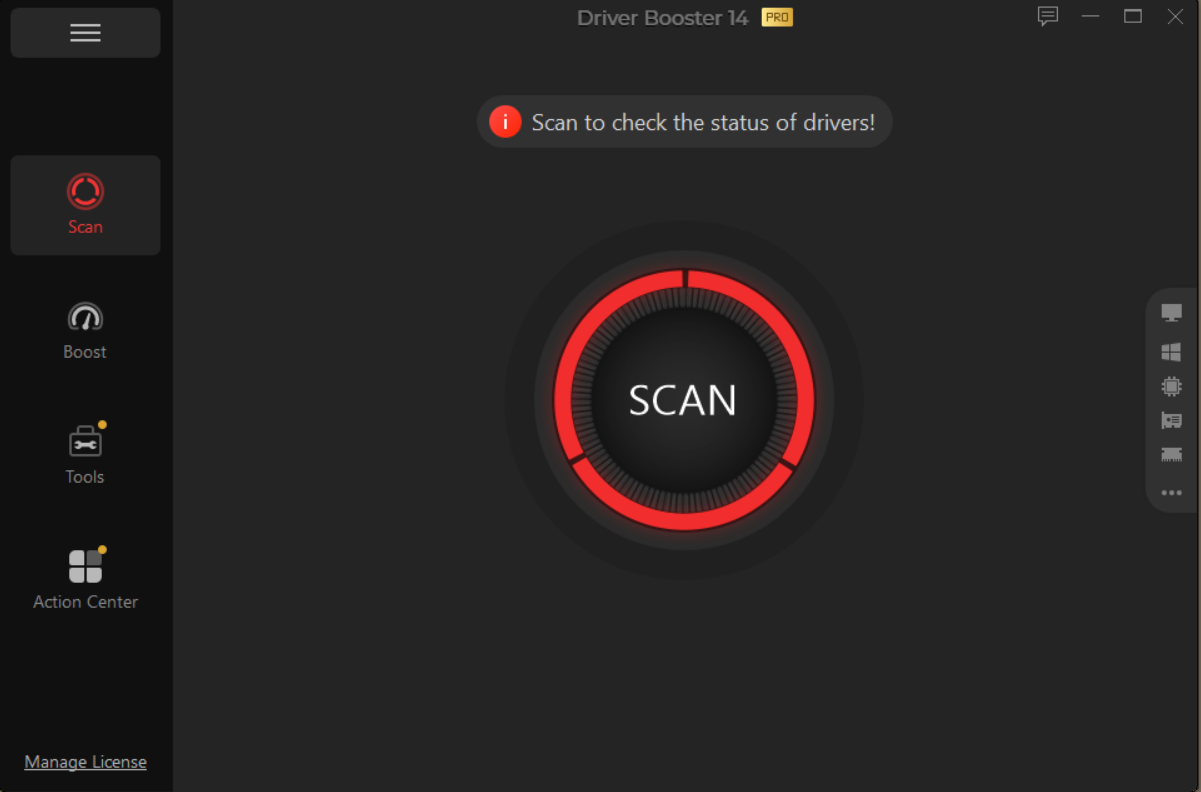 Driver Booster 14 PRO
i Scan to check the status of drivers!
Scan
Boost
SCAN
Tools
Action Center
Manage License